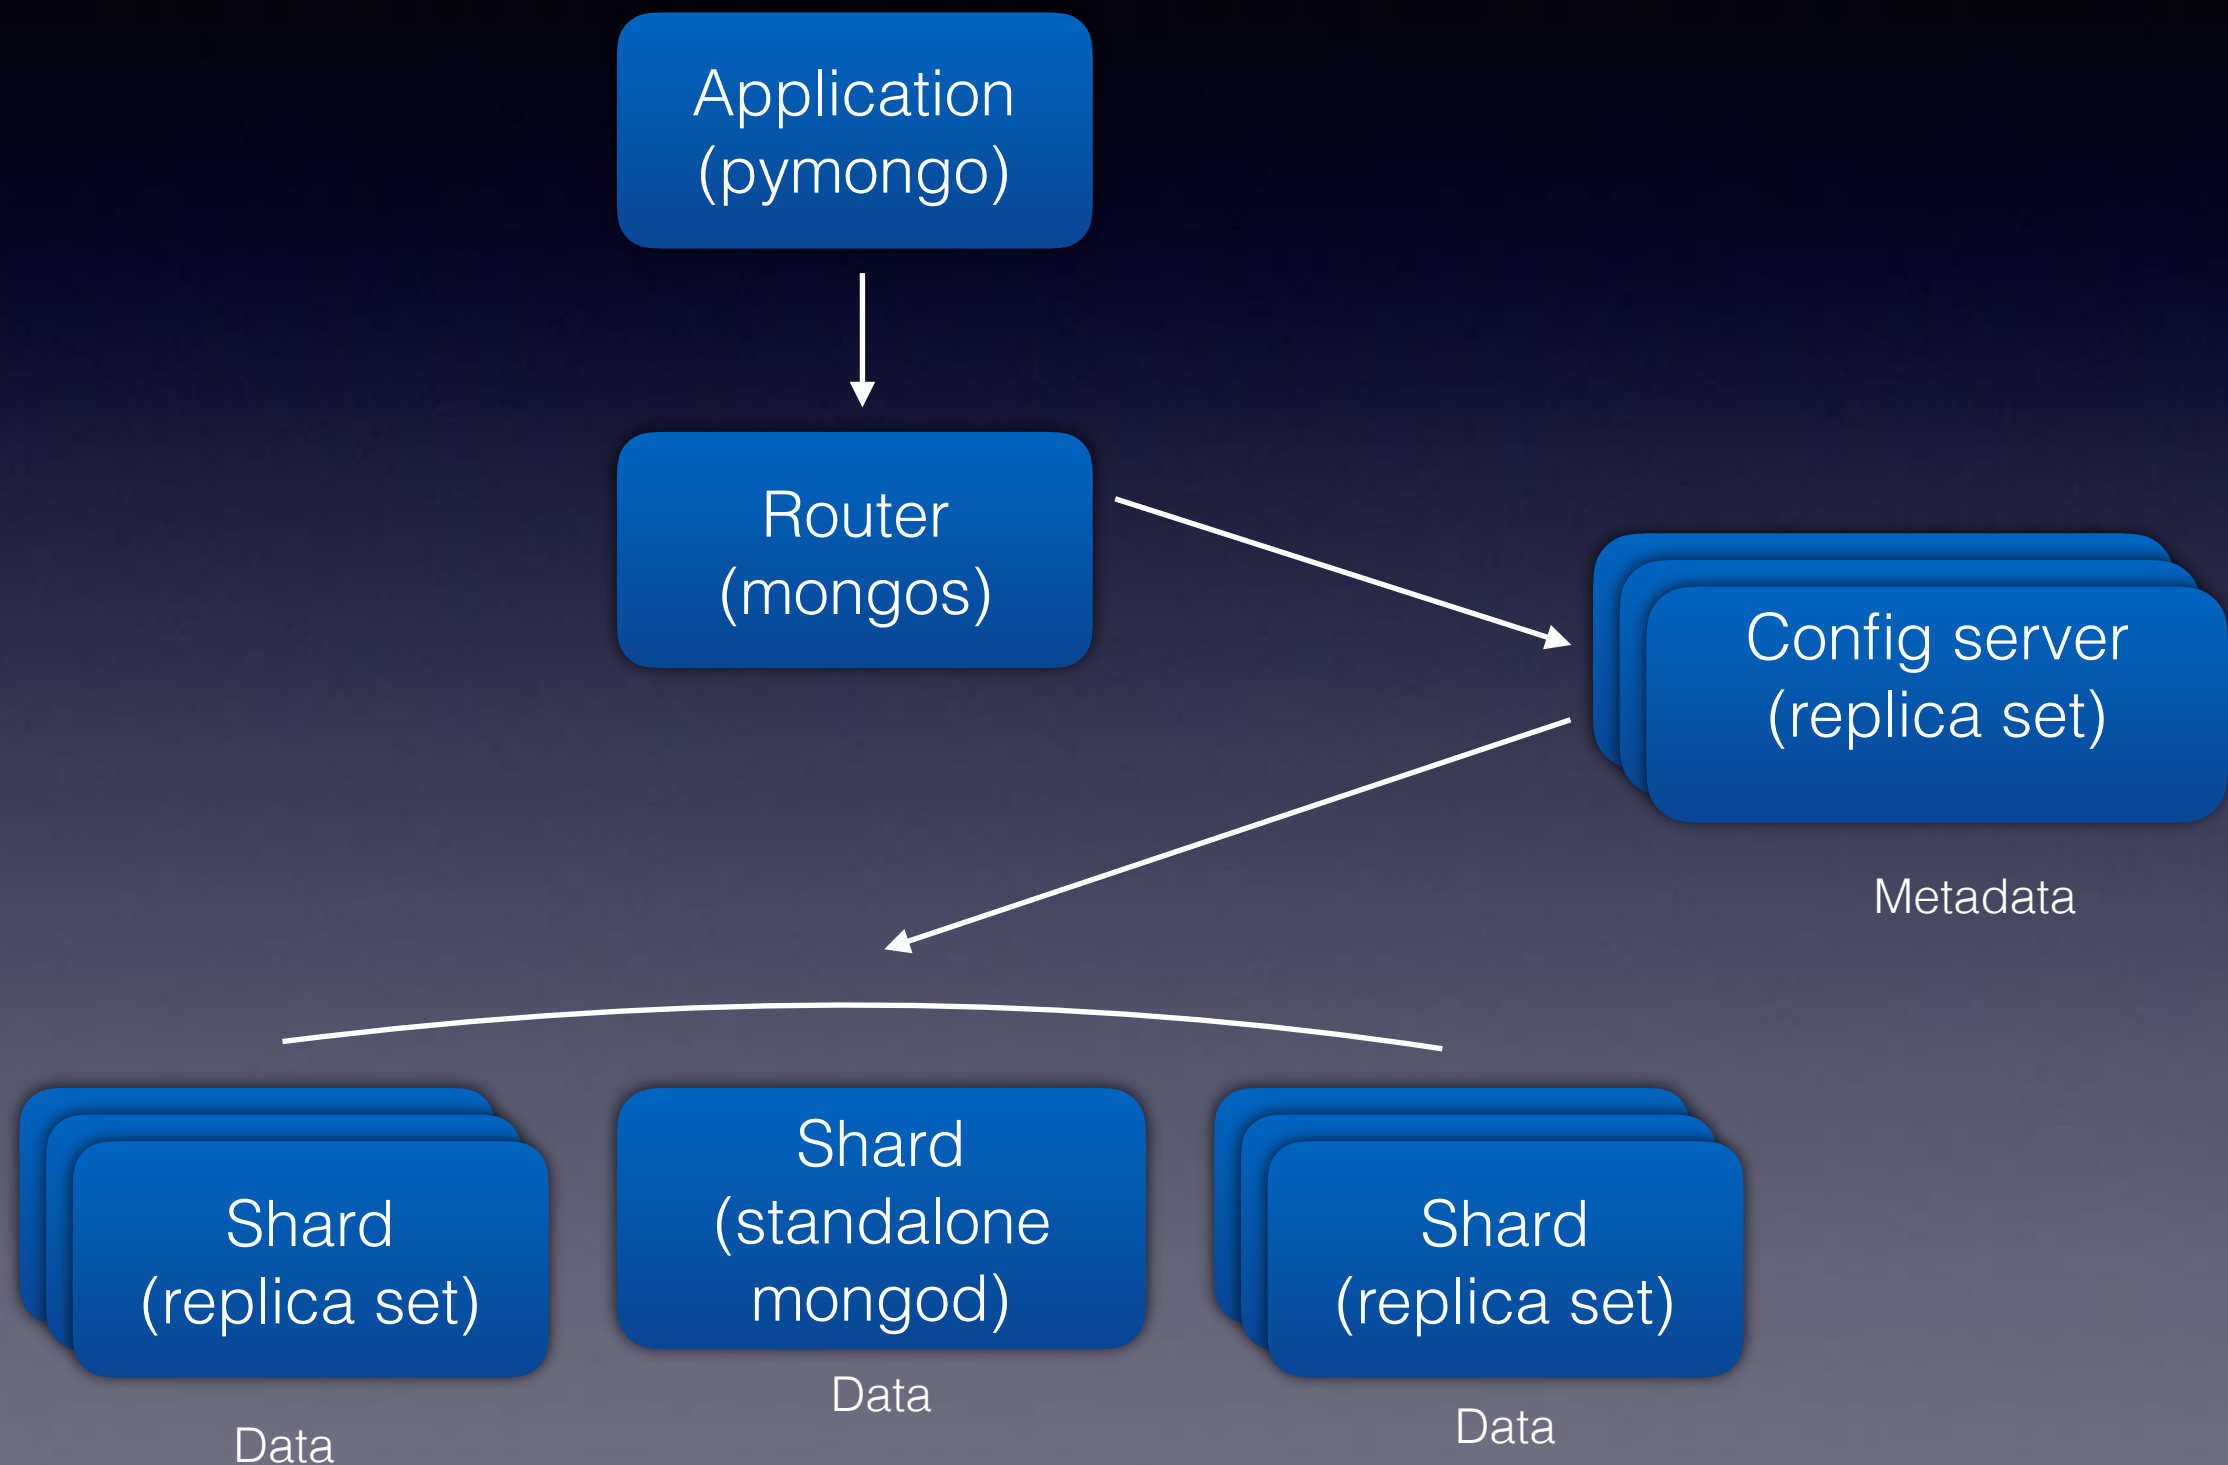 Application
(pymongo)
Router
(mongos)
Config server
(replica set)
Metadata
Shard
(replica set)
Data
Shard
(standalone
mongod)
Data
Shard
(replica set)
Data